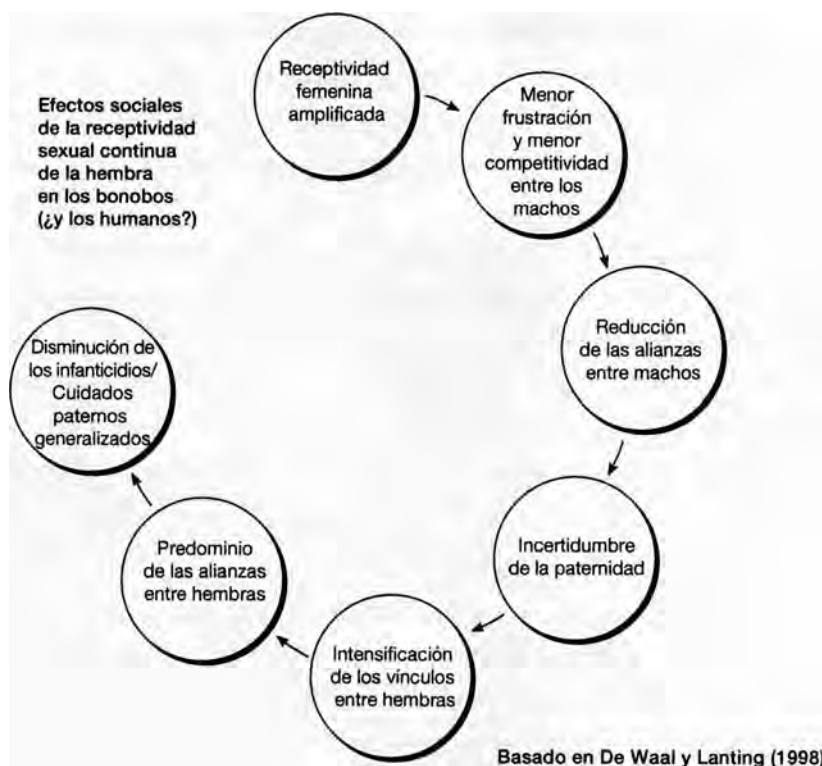 Efectos sociales
de la receptividad
sexual continua
de la hembra
en los bonobos
(¿y los humanos?)
Receptividad
femenina
amplificada
Menor
frustración
y menor
competitividad
entre los
machos
Reducción
de las alianzas
entre machos
Incertidumbre
de la paternidad
Intensificación
de los vínculos
entre hembras
Predominio
de las alianzas
entre hembras
Disminución de
los infanticidios/
Cuidados
paternos
generalizados
Basado en De Waal y Lanting (1998)